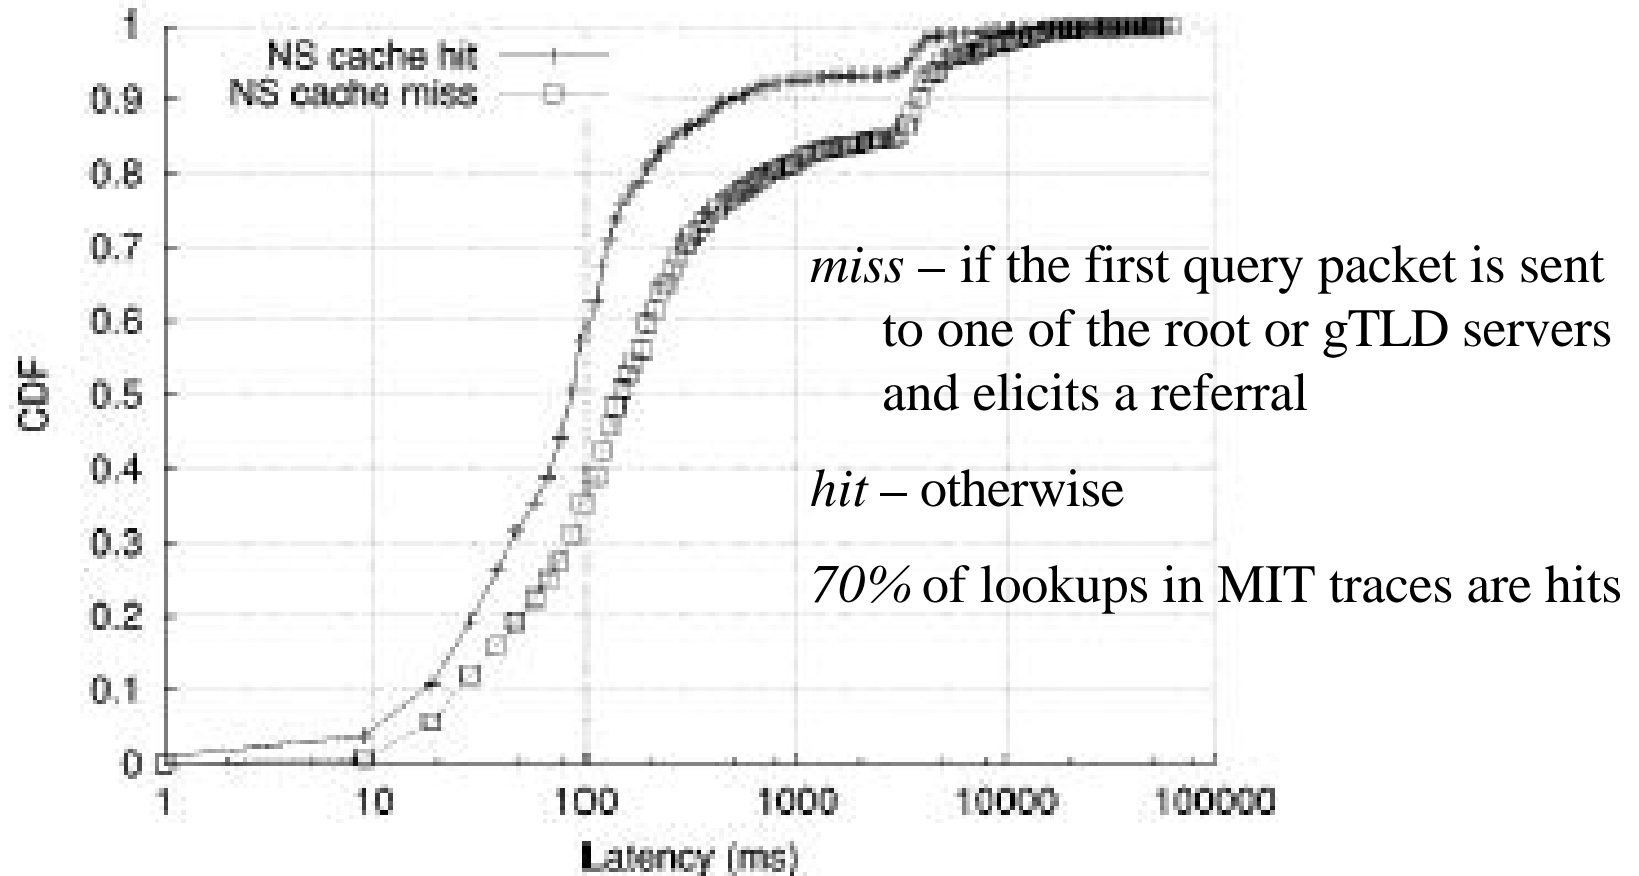 1
0.9
0.8
0.7
0.6
0.5
0.4
0.3
0.2
0.1
0
CDF
NS cache hit
NS cache miss
miss – if the first query packet is sent
to one of the root or gTLD servers
and elicits a referral
hit – otherwise
70% of lookups in MIT traces are hits
1 10 100 1000 10000 100000
Latency (ms)